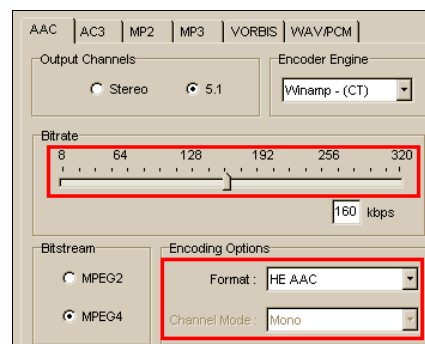 AAC AC3 MP2 MP3 VORBIS WAV/PCM
Output Channels Encoder Engine
Stereo 5.1 Winamp - (CT)
Bitrate
8 64 128 192 256 320
160 kbps
Bitstream Encoding Options
MPEG2 Format : HE AAC
MPEG4 Channel Mode : Mono